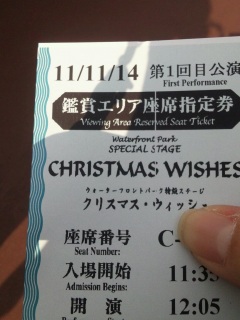 11/11/14 第1回目公演
First Performance
鑑賞エリア座席指定券
Viewing Area Reserved Seat Ticket
Waterfront Park
SPECIAL STAGE
CHRISTMAS WISHES
ウォーターフロントパーク特設ステージ
クリスマス・ウィッシュ
座席番号 C-
Seat Number:
入場開始 11:35
Admission Begins:
開演 12:05